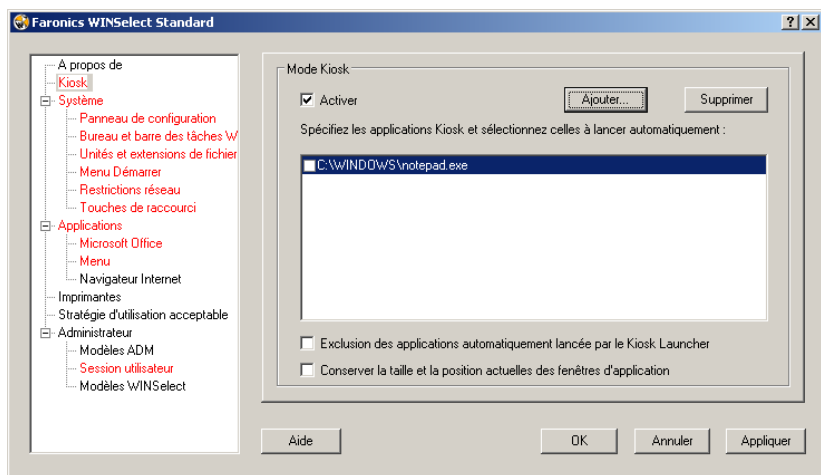 Faronics WINSelect Standard
A propos de
Kiosk
Système
Panneau de configuration
Bureau et barre des tâches W
Unités et extensions de fichier
Menu Démarrer
Restrictions réseau
Touches de raccourci
Applications
Microsoft Office
Menu
Navigateur Internet
Imprimantes
Stratégie d'utilisation acceptable
Administrateur
Modèles ADM
Session utilisateur
Modèles WINSelect
Mode Kiosk
Activer
Ajouter...
Supprimer
Spécifiez les applications Kiosk et sélectionnez celles à lancer automatiquement :
C:\WINDOWS\notepad.exe
Exclusion des applications automatiquement lancée par le Kiosk Launcher
Conserver la taille et la position actuelles des fenêtres d'application
Aide
OK
Annuler
Appliquer